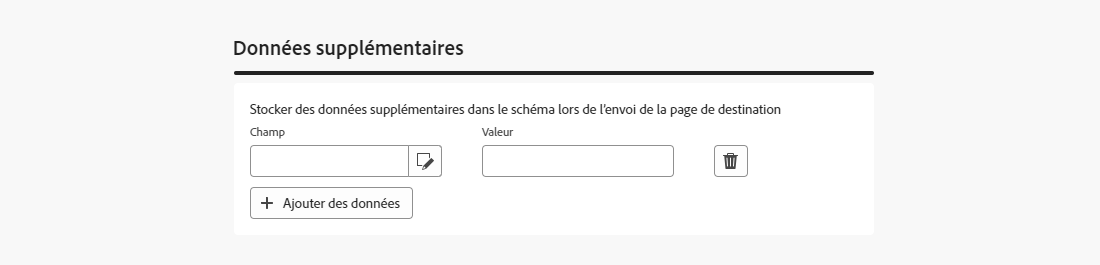 Données supplémentaires
Stocker des données supplémentaires dans le schéma lors de l'envoi de la page de destination
Champ
Valeur
Ajouter des données